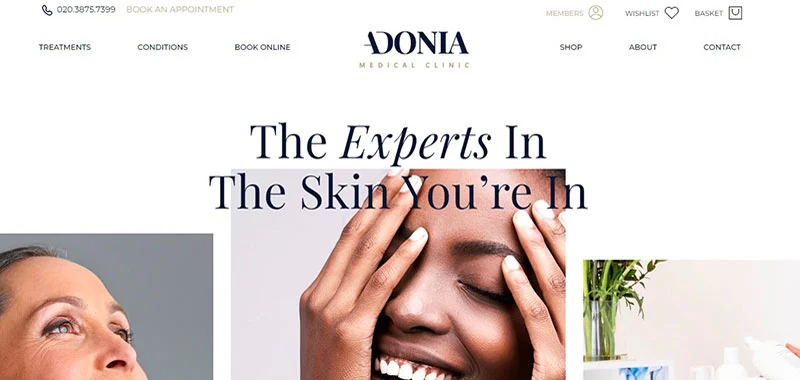 020.3875.7399 BOOK AN APPOINTMENT MEMBERS WISHLIST BASKET
TREATMENTS CONDITIONS BOOK ONLINE ADONIA SHOP ABOUT CONTACT
MEDICAL CLINIC
The Experts In
The Skin You're In